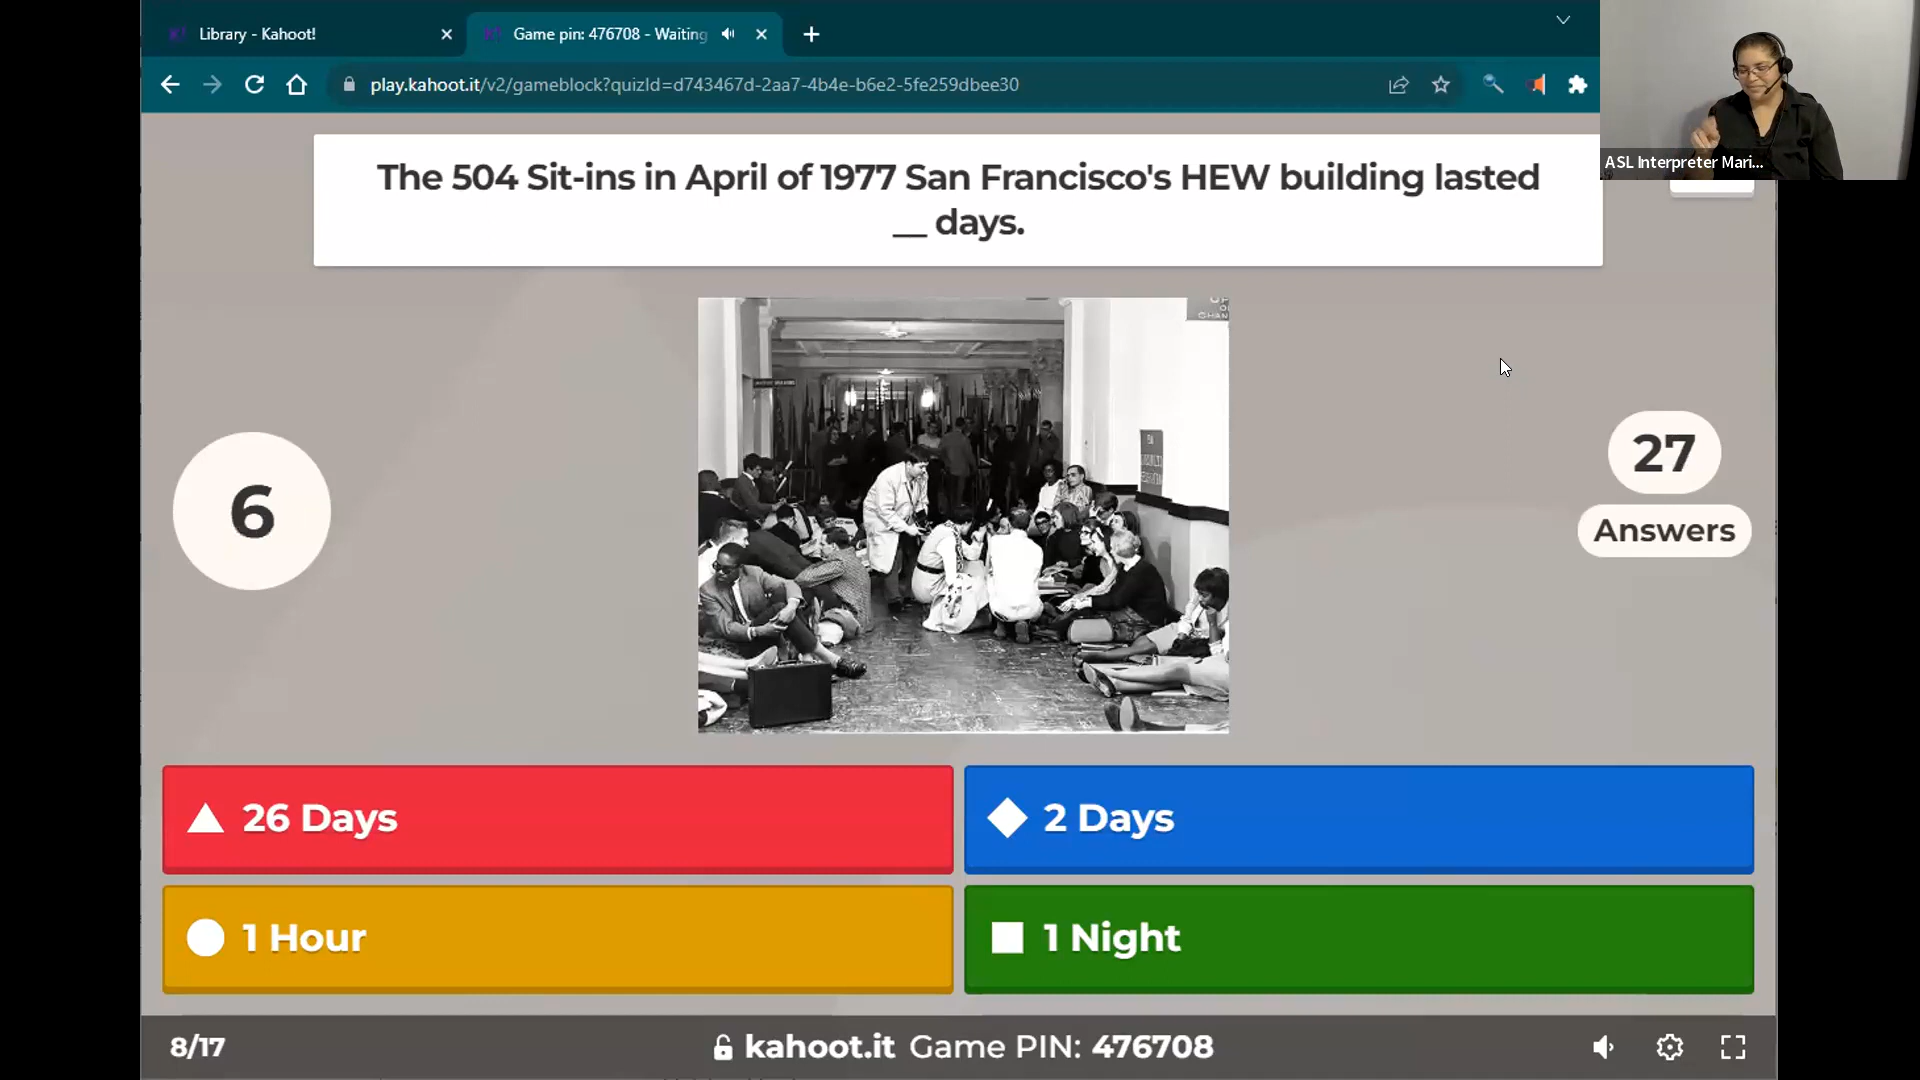 Library - Kahoot!
Game pin: 476708 - Waiting
play.kahoot.it/v2/gameblock?quizId=d743467d-2aa7-4b4e-b6e2-5fe259dbee30
ASL Interpreter Mari...
The 504 Sit-ins in April of 1977 San Francisco's HEW building lasted
__ days.
6
27
Answers
26 Days
2 Days
1 Hour
1 Night
8/17
kahoot.it Game PIN: 476708